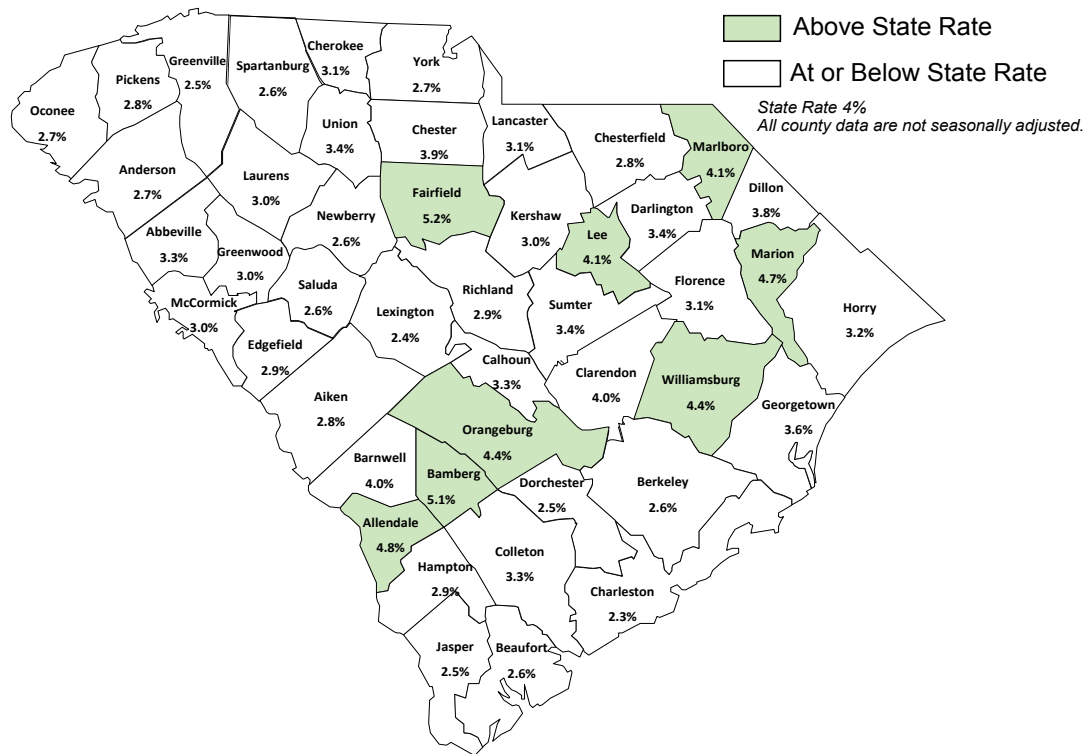 Above State Rate
At or Below State Rate
State Rate 4%
All county data are not seasonally adjusted.
Cherokee
3.1%
York
2.7%
Greenville
2.5%
Spartanburg
2.6%
Pickens
2.8%
Oconee
2.7%
Union
3.4%
Chester
3.9%
Lancaster
3.1%
Chesterfield
2.8%
Marlboro
4.1%
Anderson
2.7%
Laurens
3.0%
Fairfield
5.2%
Dillon
3.8%
Newberry
2.6%
Kershaw
3.0%
Darlington
3.4%
Abbeville
3.3%
Greenwood
3.0%
Lee
4.1%
Marion
4.7%
Saluda
2.6%
Richland
2.9%
Florence
3.1%
McCormick
3.0%
Lexington
2.4%
Sumter
3.4%
Horry
3.2%
Edgefield
2.9%
Calhoun
3.3%
Clarendon
4.0%
Williamsburg
4.4%
Aiken
2.8%
Georgetown
3.6%
Orangeburg
4.4%
Barnwell
4.0%
Bamberg
5.1%
Dorchester
2.5%
Berkeley
2.6%
Allendale
4.8%
Hampton
2.9%
Colleton
3.3%
Charleston
2.3%
Jasper
2.5%
Beaufort
2.6%